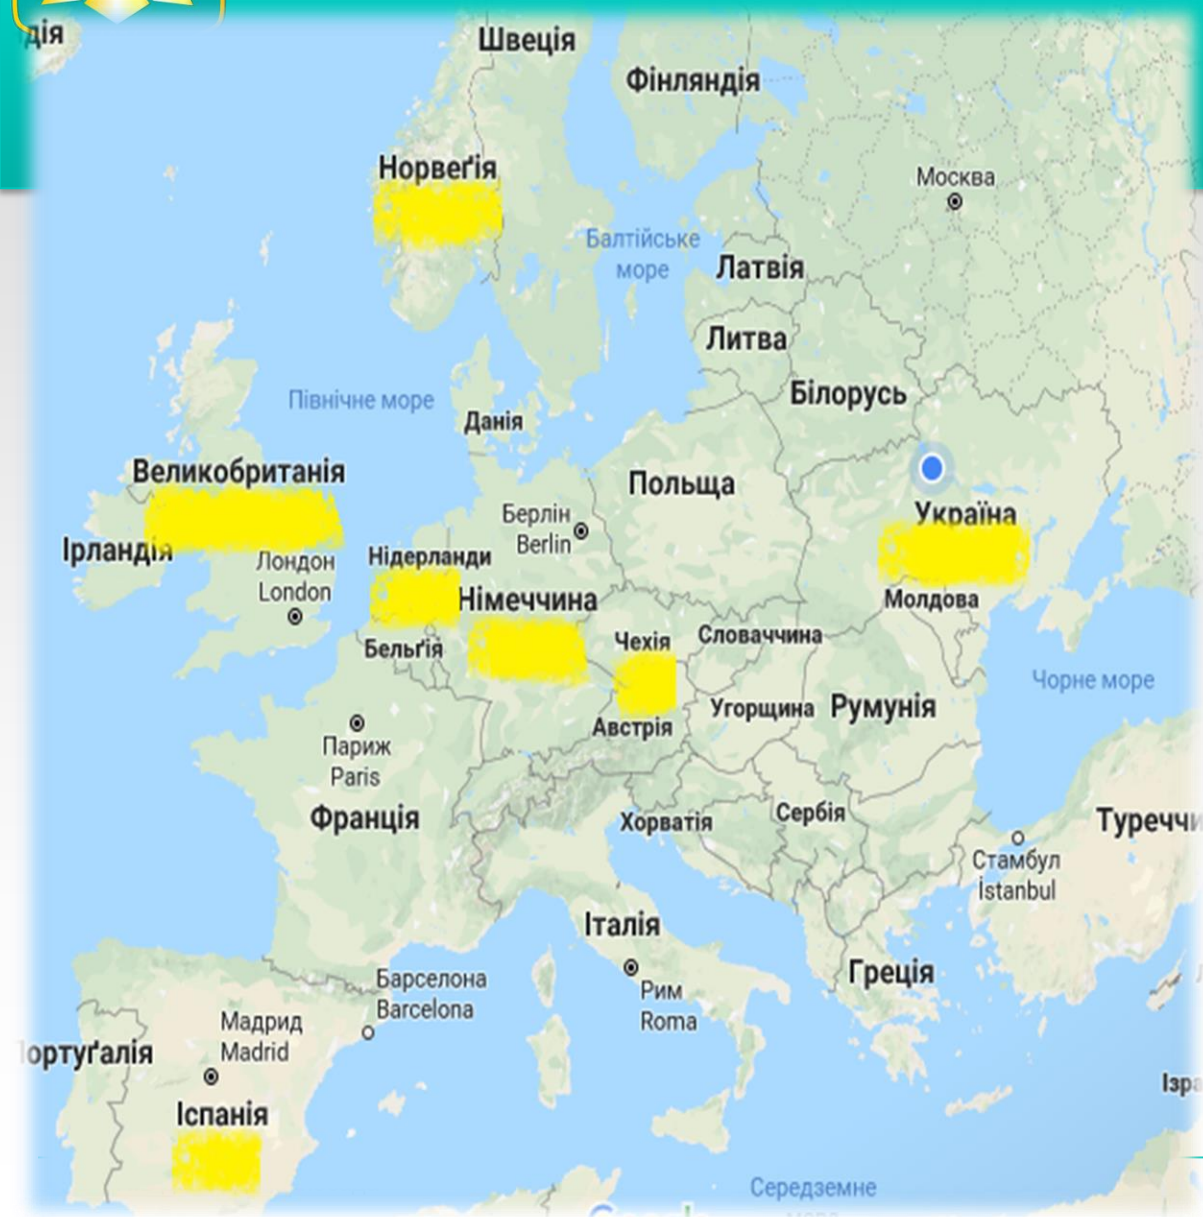 дія
Швеція
Фінляндія
Норвеґія
Москва
Балтійське
море
Латвія
Литва
Білорусь
Північне море
Данія
Великобританія
Польща
Берлін
Berlin
Україна
Ірландія
Лондон
London
Нідерланди
Німеччина
Молдова
Бельґія
Чехія
Словаччина
Чорне море
Угорщина
Румунія
Австрія
Париж
Paris
Франція
Хорватія
Сербія
Туреччи
Стамбул
İstanbul
Італія
Греція
Рим
Roma
Барселона
Barcelona
Мадрид
Madrid
ортуґалія
Ізра
Іспанія
Середземне